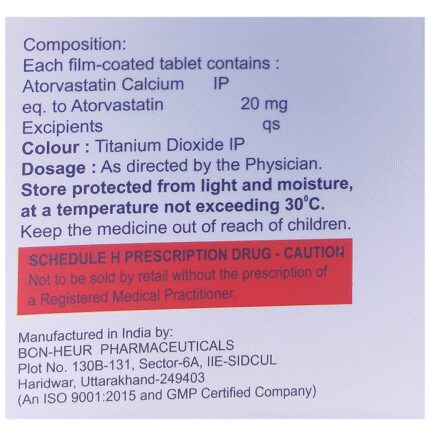 Composition:
Each film-coated tablet contains :
Atorvastatin Calcium IP
eq. to Atorvastatin 20 mg
Excipients qs
Colour : Titanium Dioxide IP
Dosage : As directed by the Physician.
Store protected from light and moisture,
at a temperature not exceeding 30⁰C.
Keep the medicine out of reach of children.
SCHEDULE H PRESCRIPTION DRUG - CAUTION
Not to be sold by retail without the prescription of
a Registered Medical Practitioner.
Manufactured in India by:
BON-HEUR PHARMACEUTICALS
Plot No. 130B-131, Sector-6A, IIE-SIDCUL
Haridwar, Uttarakhand-249403
(An ISO 9001:2015 and GMP Certified Company)